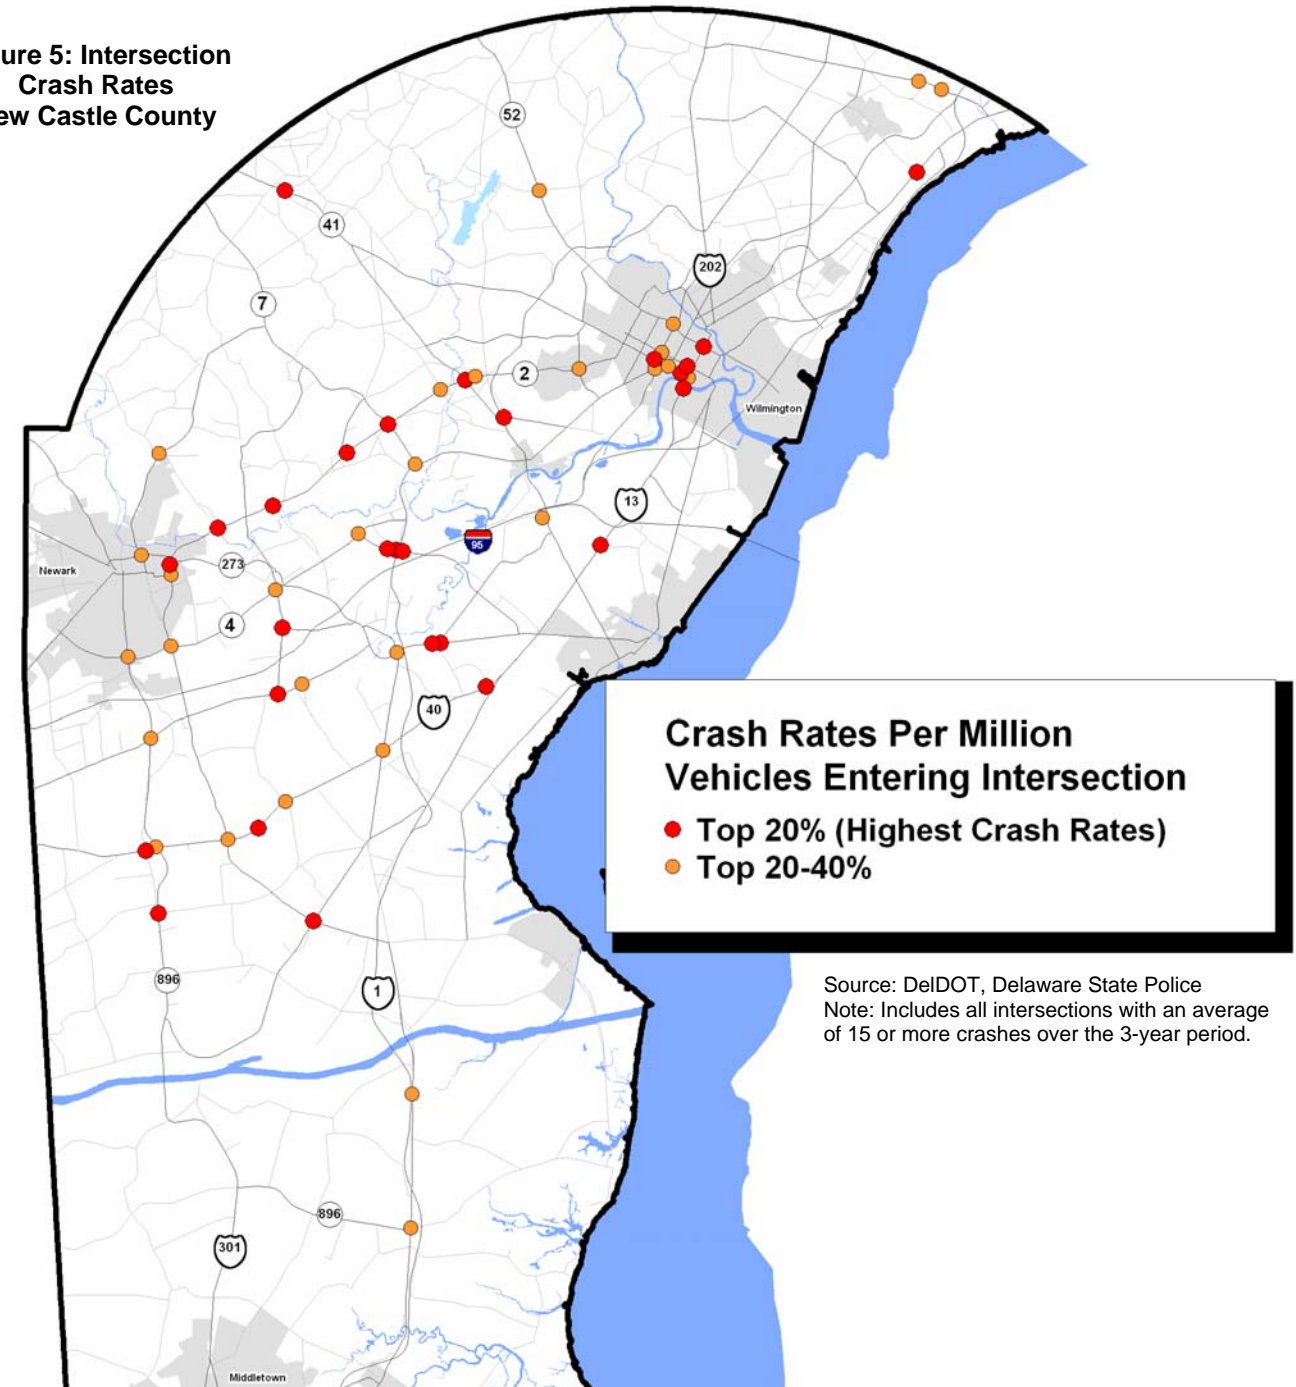 ure 5: Intersection
Crash Rates
ew Castle County
52
41
202
7
2
Wilmington
13
95
Newark
273
4
40
Crash Rates Per Million
Vehicles Entering Intersection
Top 20% (Highest Crash Rates)
Top 20-40%
896
1
Source: DelDOT, Delaware State Police
Note: Includes all intersections with an average
of 15 or more crashes over the 3-year period.
896
301
Middletown